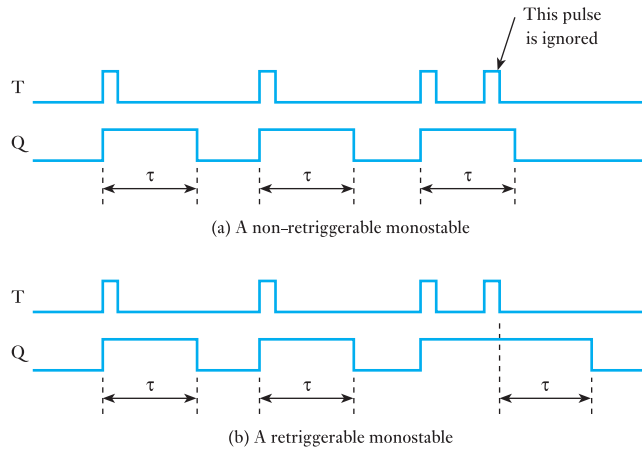 This pulse
is ignored
T
Q
τ τ τ
(a) A non-retriggerable monostable
T
Q
τ τ τ
(b) A retriggerable monostable